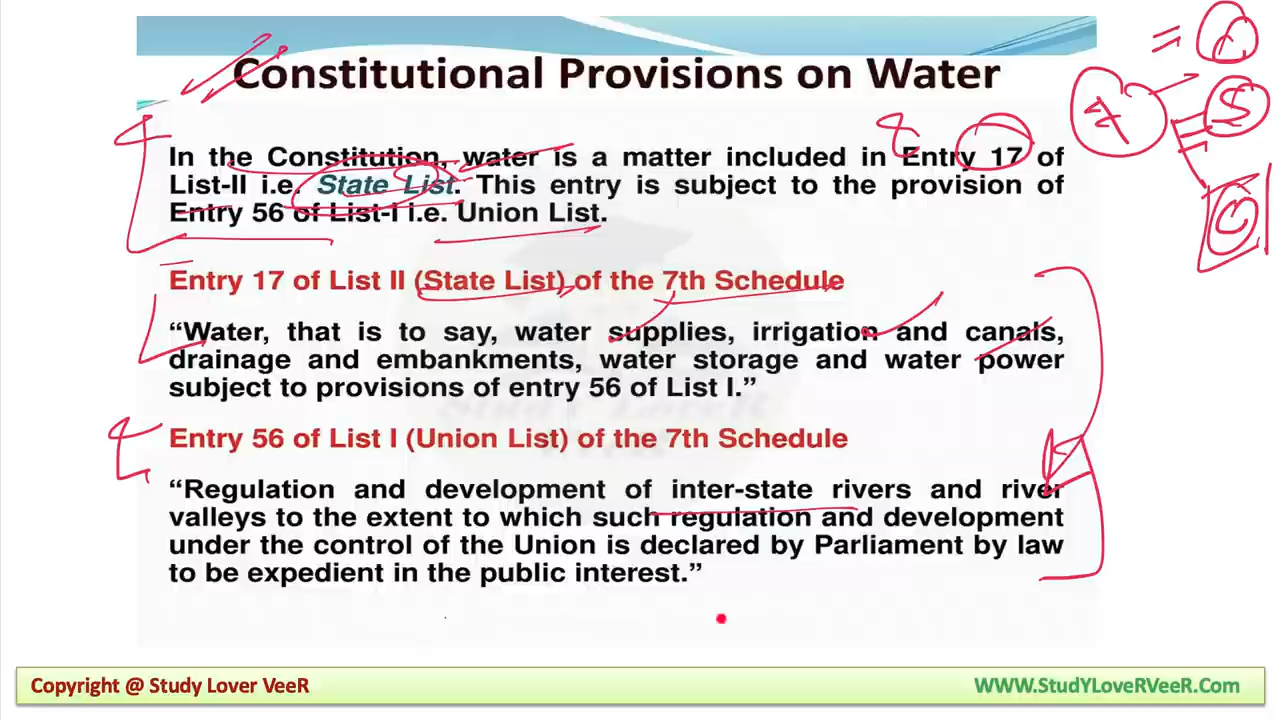 Constitutional Provisions on Water
In the Constitution, water is a matter included in Entry 17 of
List-II i.e. State List. This entry is subject to the provision of
Entry 56 of List-I i.e. Union List.
Entry 17 of List II (State List) of the 7th Schedule
“Water, that is to say, water supplies, irrigation and canals,
drainage and embankments, water storage and water power
subject to provisions of entry 56 of List I.”
Entry 56 of List I (Union List) of the 7th Schedule
“Regulation and development of inter-state rivers and river
valleys to the extent to which such regulation and development
under the control of the Union is declared by Parliament by law
to be expedient in the public interest.”
7
S
C
Copyright @ Study Lover VeeR
WWW.StudYLoveRVeeR.Com